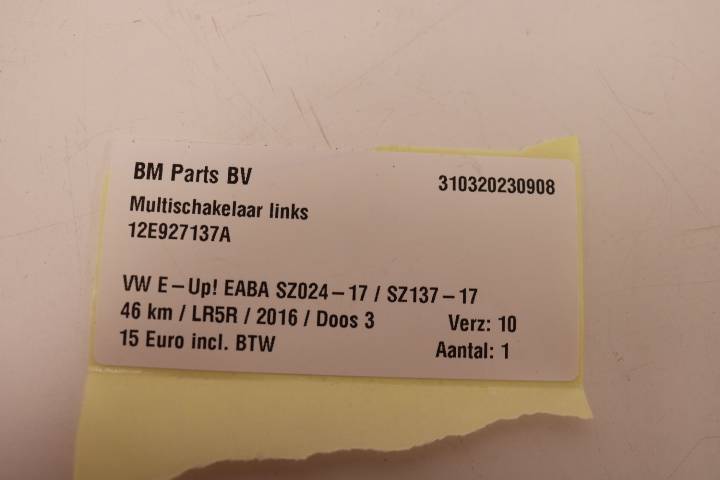 BM Parts BV 310320230908
Multischakelaar links
12E927137A
VW E-Up! EABA SZ024-17 / SZ137-17
46 km / LR5R / 2016 / Doos 3 Verz: 10
15 Euro incl. BTW Aantal: 1